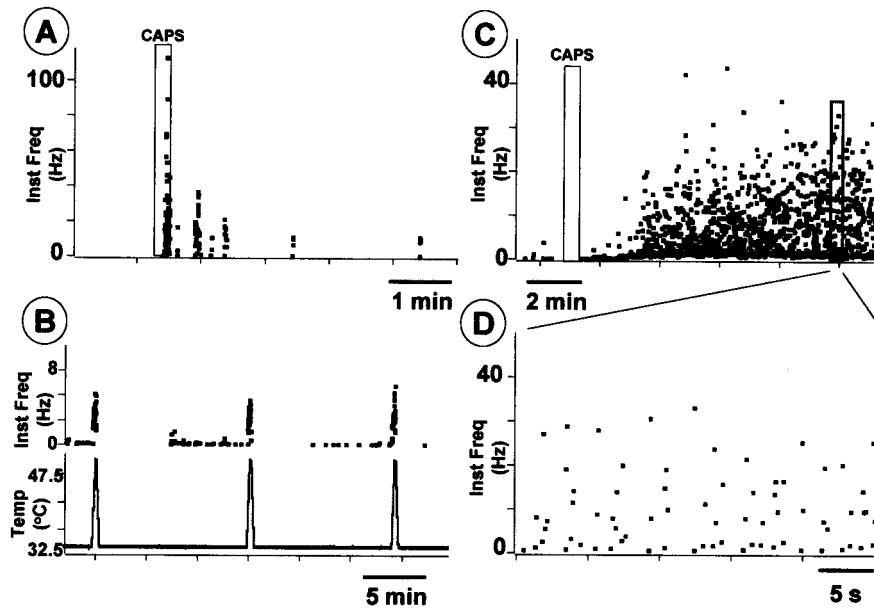 A
CAPS
Inst Freq
(Hz)
100
0
1 min
B
Inst Freq
(Hz)
8
0
Temp
(oC)
47.5
32.5
5 min
C
CAPS
Inst Freq
(Hz)
40
0
2 min
D
Inst Freq
(Hz)
40
0
5 s